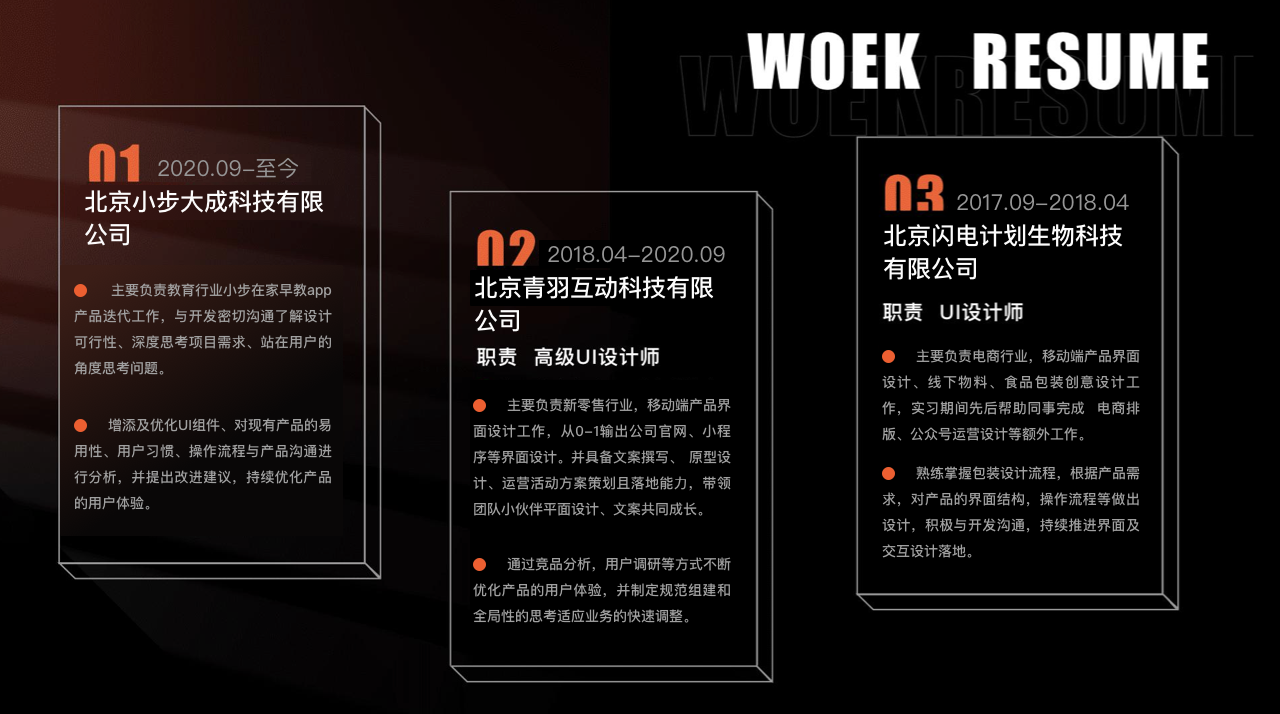 WOEK RESUME
WOEKRESUME
01 2020.09-至今
北京小步大成科技有限
公司
主要负责教育行业小步在家早教app
产品迭代工作，与开发密切沟通了解设计
可行性、深度思考项目需求、站在用户的
角度思考问题。
增添及优化UI组件、对现有产品的易
用性、用户习惯、操作流程与产品沟通进
行分析，并提出改进建议，持续优化产品
的用户体验。
02 2018.04-2020.09
北京青羽互动科技有限
公司
职责 高级UI设计师
主要负责新零售行业，移动端产品界
面设计工作，从0-1输出公司官网、小程
序等界面设计。并具备文案撰写、 原型设
计、运营活动方案策划且落地能力，带领
团队小伙伴平面设计、文案共同成长。
通过竞品分析，用户调研等方式不断
优化产品的用户体验，并制定规范组建和
全局性的思考适应业务的快速调整。
03 2017.09-2018.04
北京闪电计划生物科技
有限公司
职责 UI设计师
主要负责电商行业，移动端产品界面
设计、线下物料、食品包装创意设计工
作，实习期间先后帮助同事完成 电商排
版、公众号运营设计等额外工作。
熟练掌握包装设计流程，根据产品需
求，对产品的界面结构，操作流程等做出
设计，积极与开发沟通，持续推进界面及
交互设计落地。